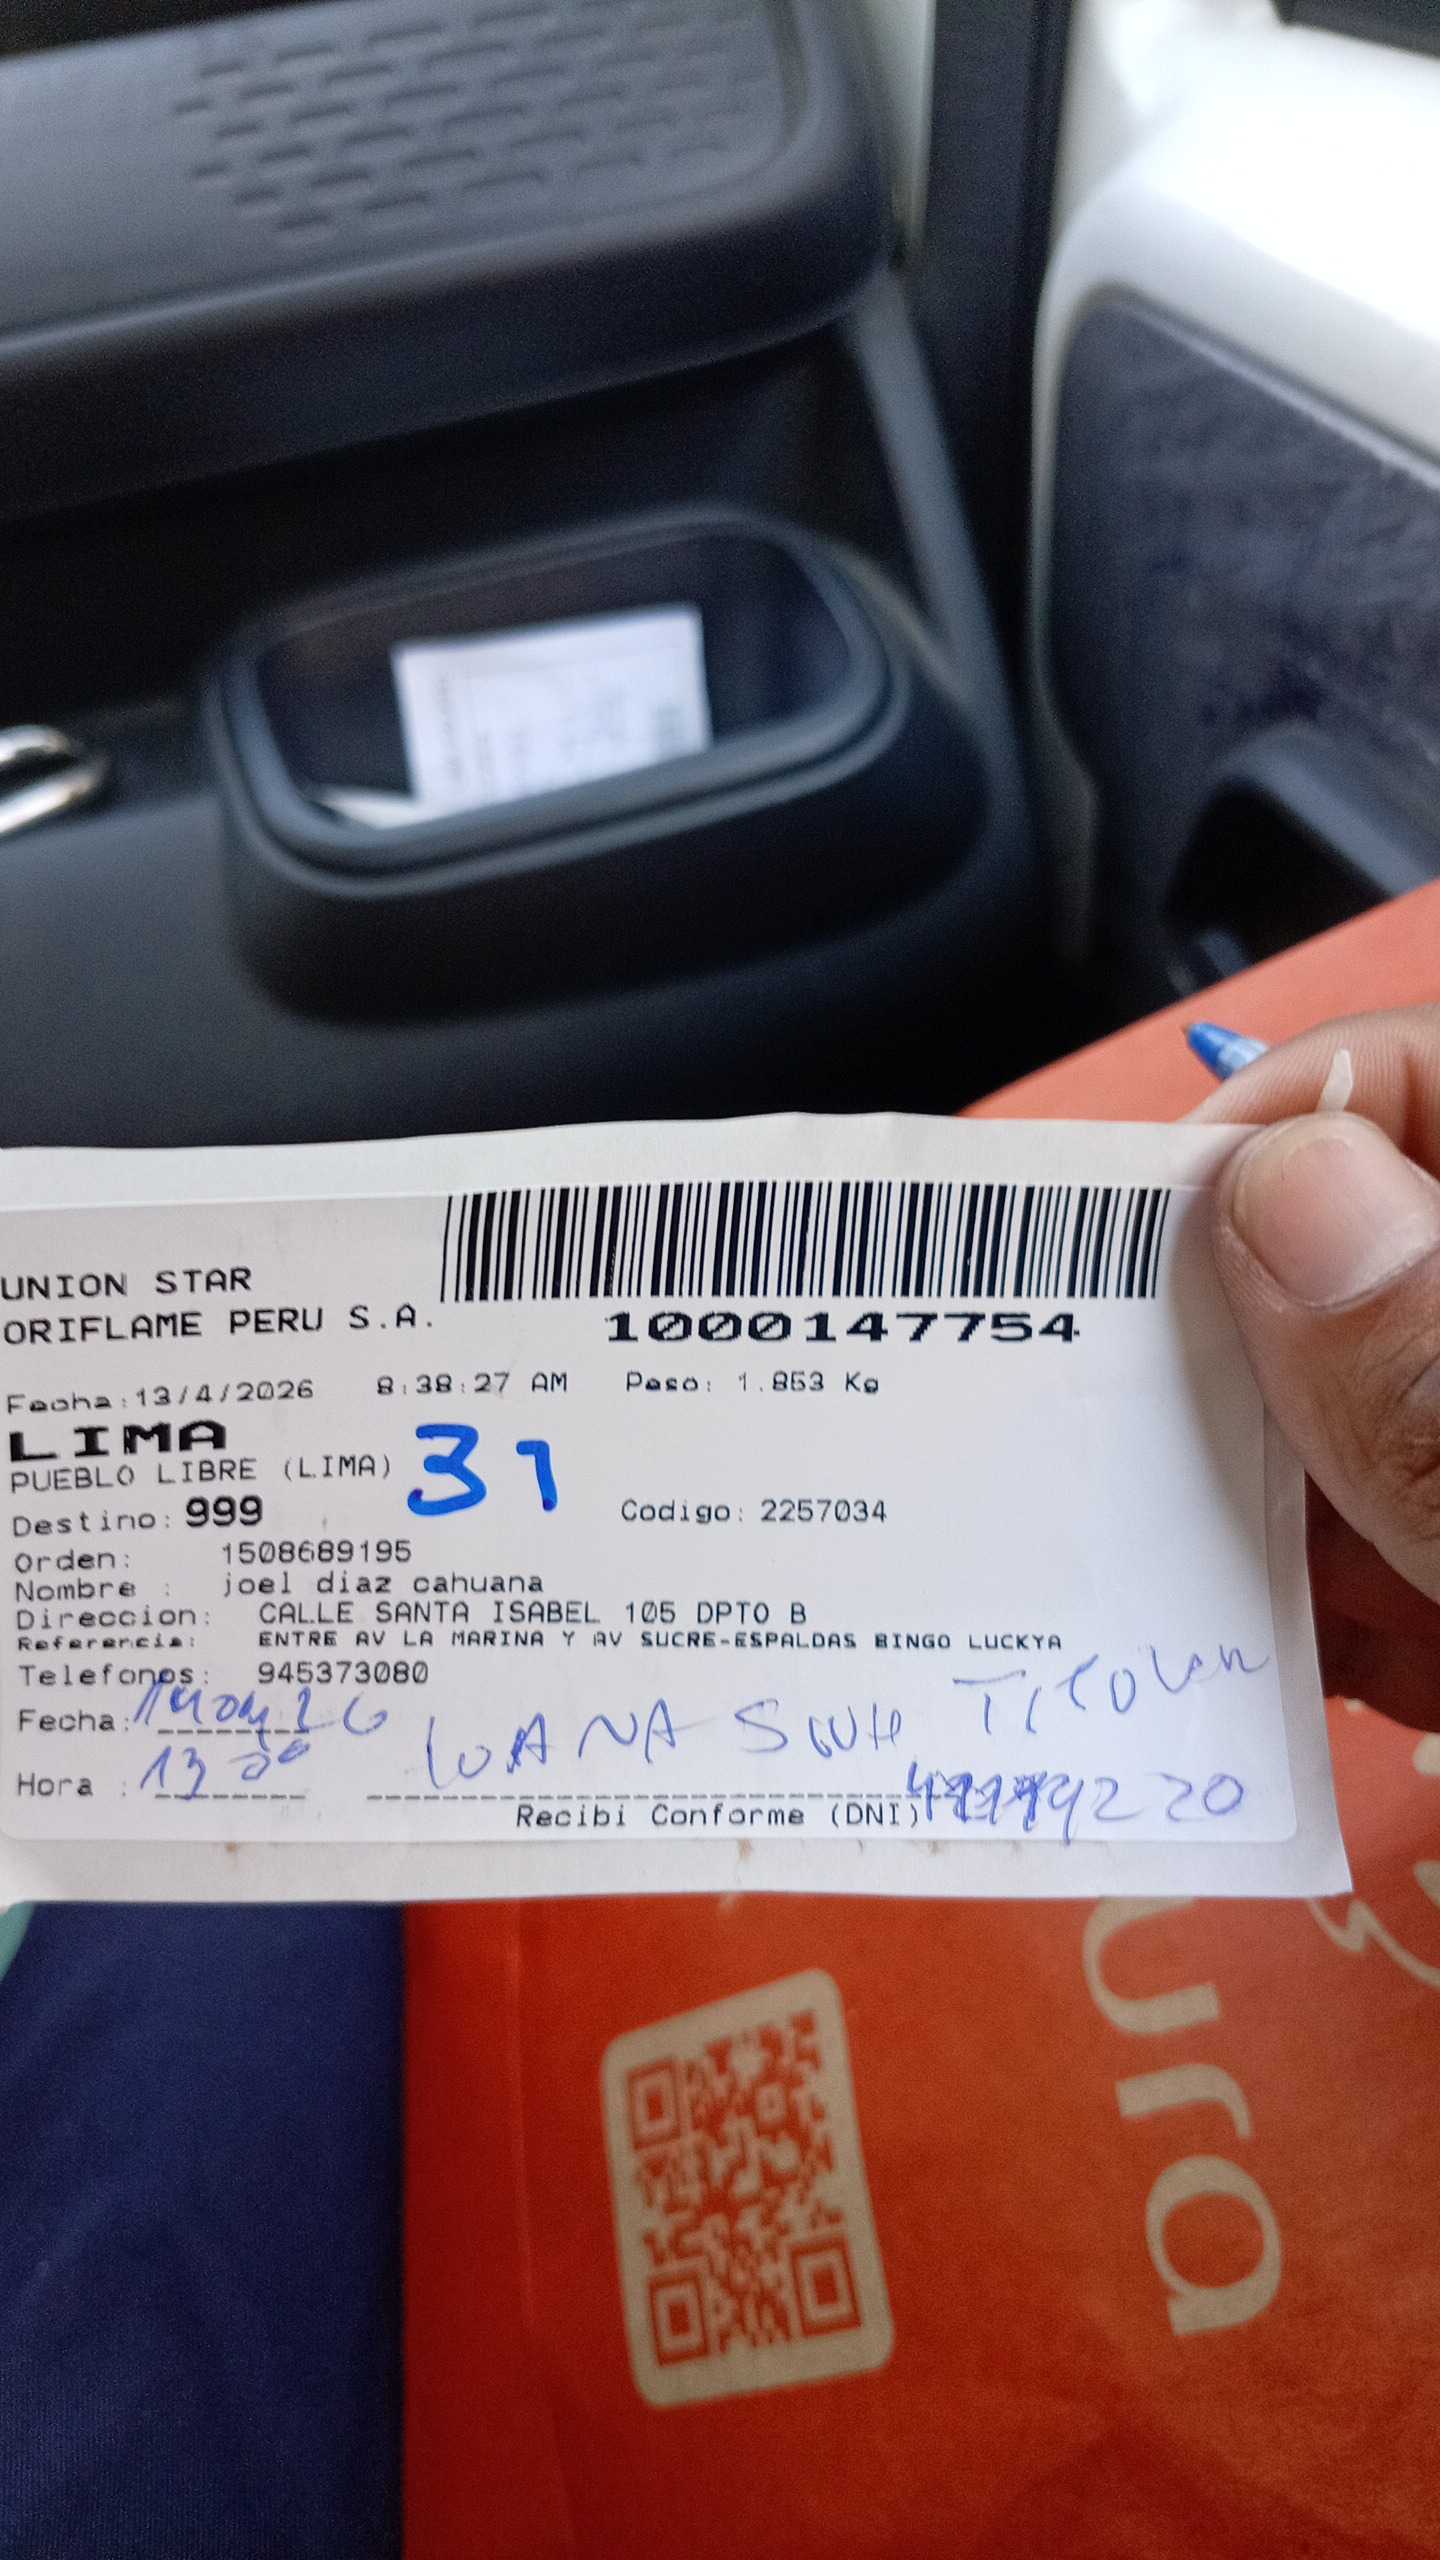 UNION STAR
ORIFLAME PERU S.A.
1000147754
Fecha:13/4/2026 8:38:27 AM Peso: 1.853 Kg
LIMA
PUEBLO LIBRE (LIMA) 31
Destino: 999 Codigo: 2257034
Orden: 1508689195
Nombre : joel diaz cahuana
Direccion: CALLE SANTA ISABEL 105 DPTO B
Referencia: ENTRE AV LA MARINA Y AV SUCRE-ESPALDAS BINGO LUCKYA
Telefonos: 945373080
Fecha:
Hora :
Recibi Conforme (DNI)
ura